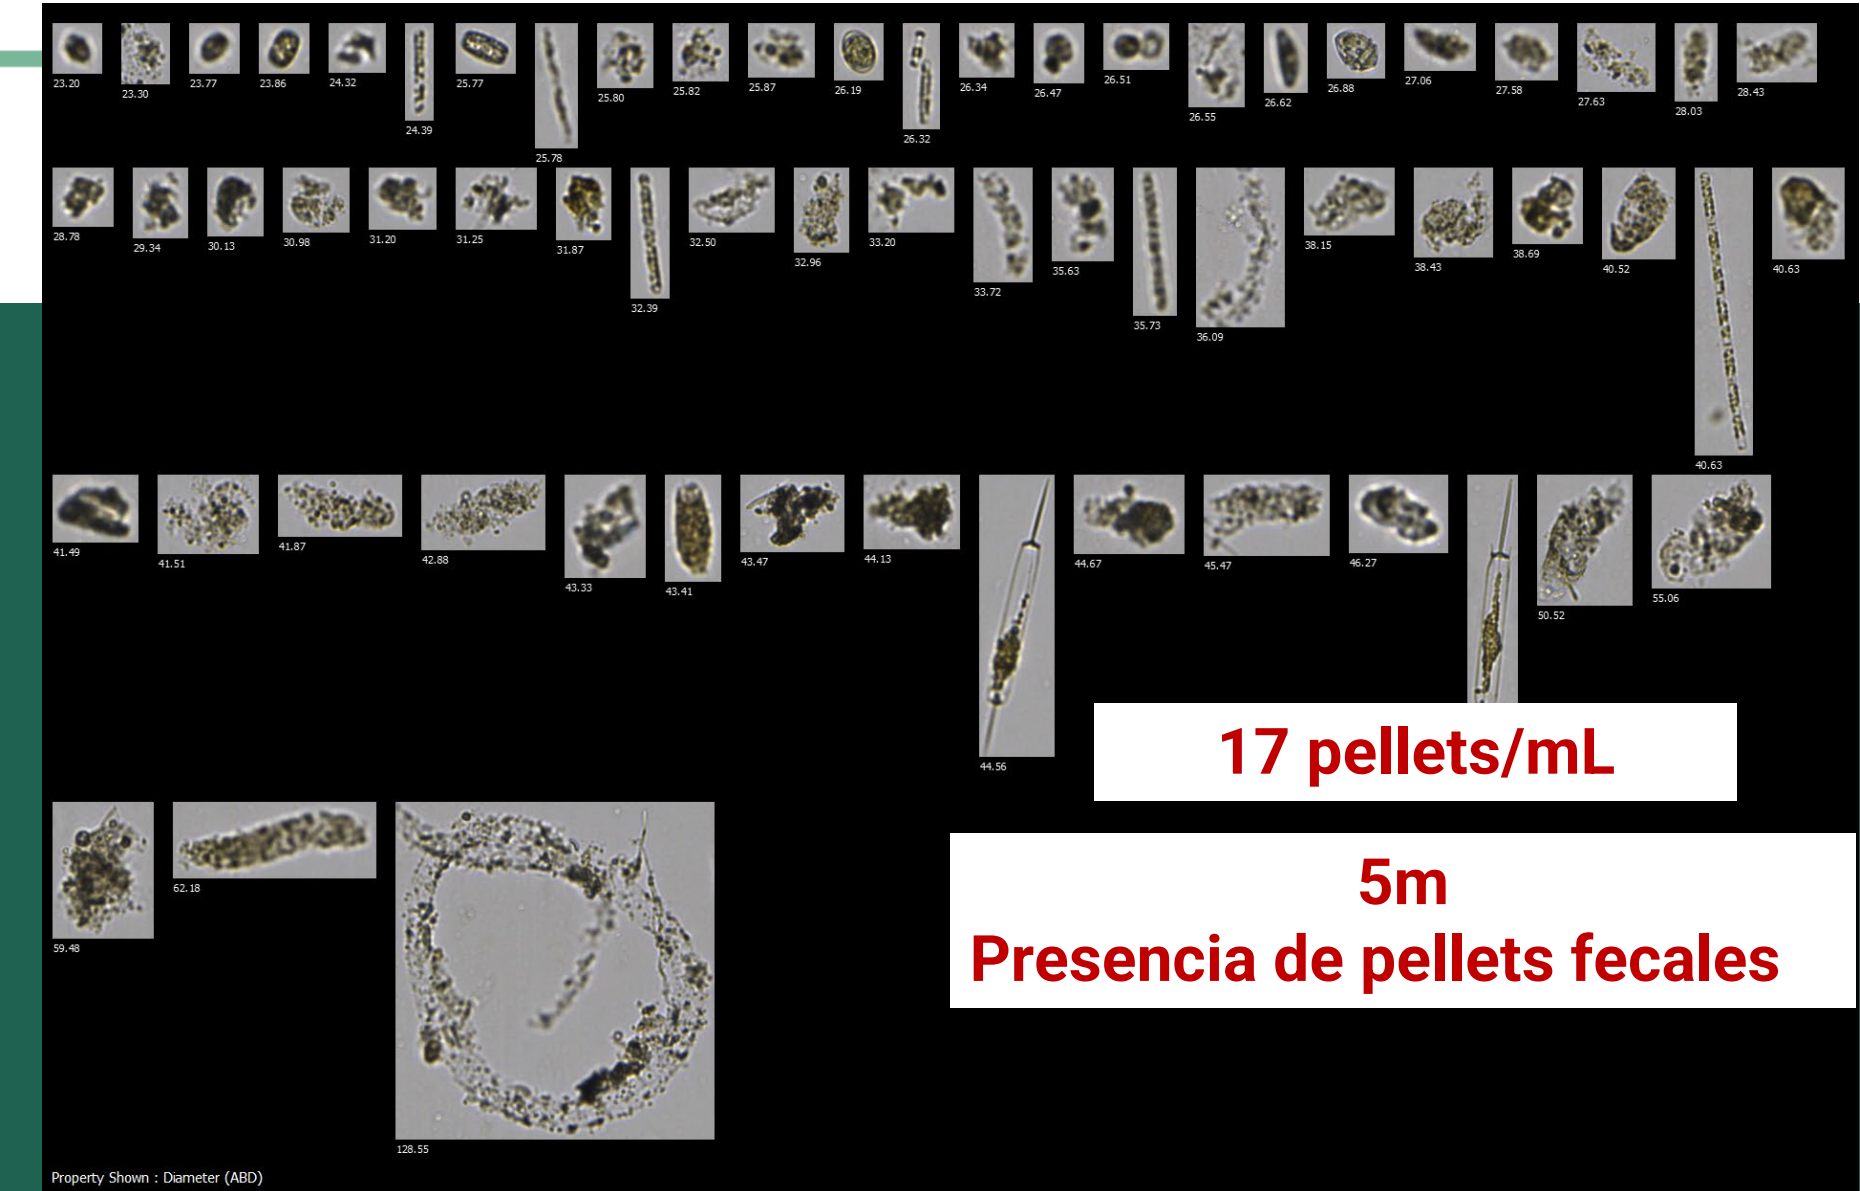 23.20 23.30 23.77 23.86 24.32 24.39 25.77 25.78 25.80 25.82 25.87 26.19 26.32 26.34 26.47 26.51 26.55 26.62 26.88 27.06 27.58 27.63 28.03 28.43
28.78 29.34 30.13 30.98 31.20 31.25 31.87 32.39 32.50 32.96 33.20 33.72 35.63 35.73 36.09 38.15 38.43 38.69 40.52 40.63 40.63
41.49 41.51 41.87 42.88 43.33 43.41 43.47 44.13 44.56 44.67 45.47 46.27 50.52 55.06
17 pellets/mL
59.48 62.18 128.55
5m
Presencia de pellets fecales
Property Shown : Diameter (ABD)